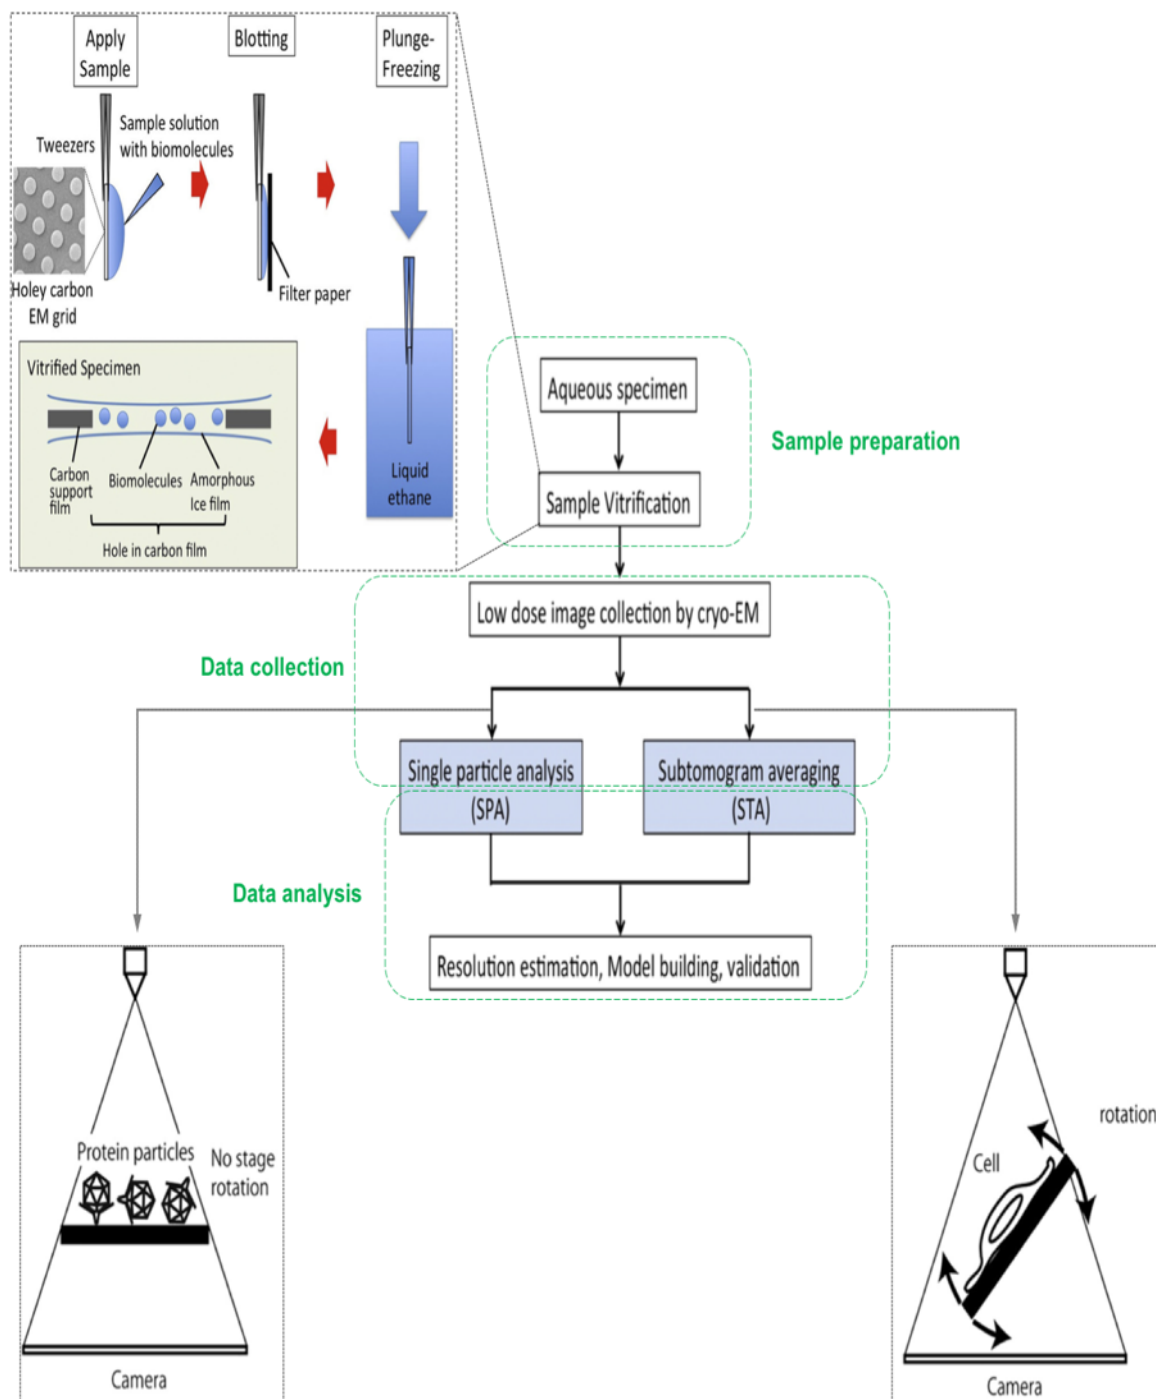 Apply
Sample
Blotting
Plunge-
Freezing
Tweezers
Sample solution
with biomolecules
Holey carbon
EM grid
Filter paper
Vitrified Specimen
Carbon
support
film
Biomolecules
Amorphous
Ice film
Hole in carbon film
Liquid
ethane
Aqueous specimen
Sample preparation
Sample Vitrification
Low dose image collection by cryo-EM
Data collection
Single particle analysis
(SPA)
Subtomogram averaging
(STA)
Data analysis
Resolution estimation, Model building, validation
Protein particles
No stage
rotation
Camera
rotation
Cell
Camera